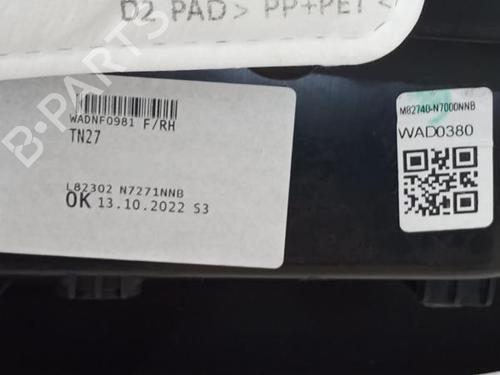 D2 PAD> PP+PET<
B-PARTS
WADNF0981 F/RH
TN27
L82302 N7271NNB
OK 13.10.2022 S3
M82740-N7000NNB
WAD0380